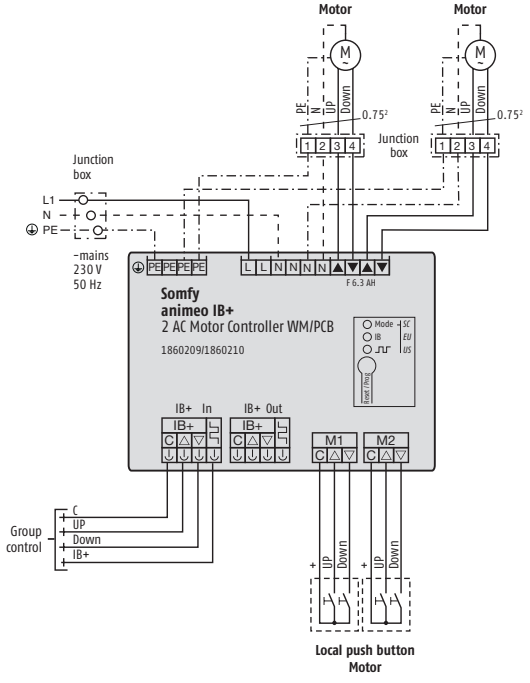 Motor Motor
M ~ M ~
PE N UP Down PE N UP Down
0.75² 0.75²
1 2 3 4 1 2 3 4
Junction box
Junction box
L1
N
PE
~mains
230 V
50 Hz
PE PE PE PE L L N N N N ▲ ▼ ▲ ▼
F 6.3 AH
Somfy
animeo IB+
2 AC Motor Controller WM/PCB
1860209/1860210
Mode SC
IB EU
US
Reset / Prog
IB+ In IB+ Out
IB+ IB+
C △ ▽ C △ ▽
M1 M2
C △ ▽ C △ ▽
Group control
C
UP
Down
IB+
+ UP Down + UP Down
Local push button
Motor